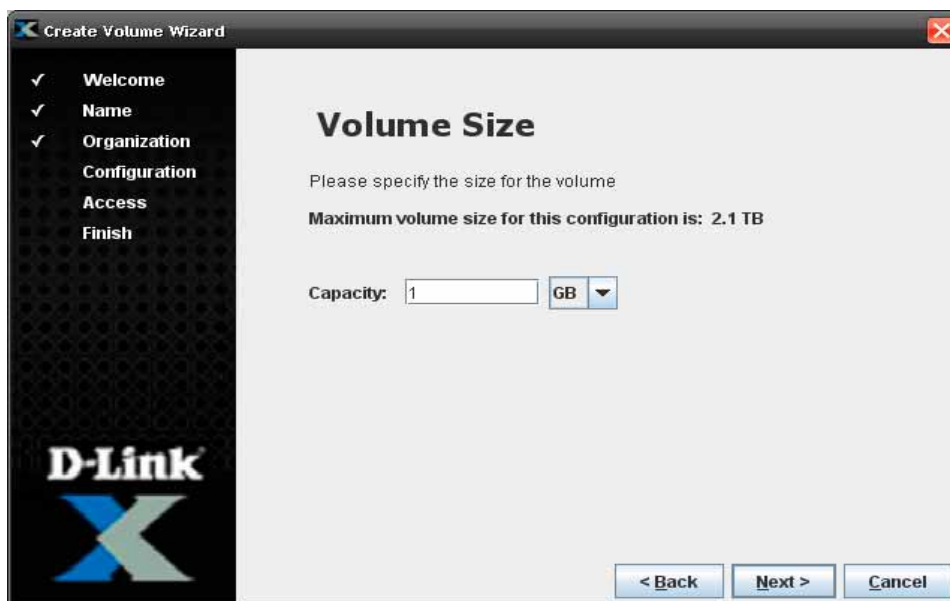 Create Volume Wizard
✓ Welcome
✓ Name
✓ Organization
Configuration
Access
Finish
D-Link
Volume Size
Please specify the size for the volume
Maximum volume size for this configuration is: 2.1 TB
Capacity: 1 GB
< Back Next > Cancel